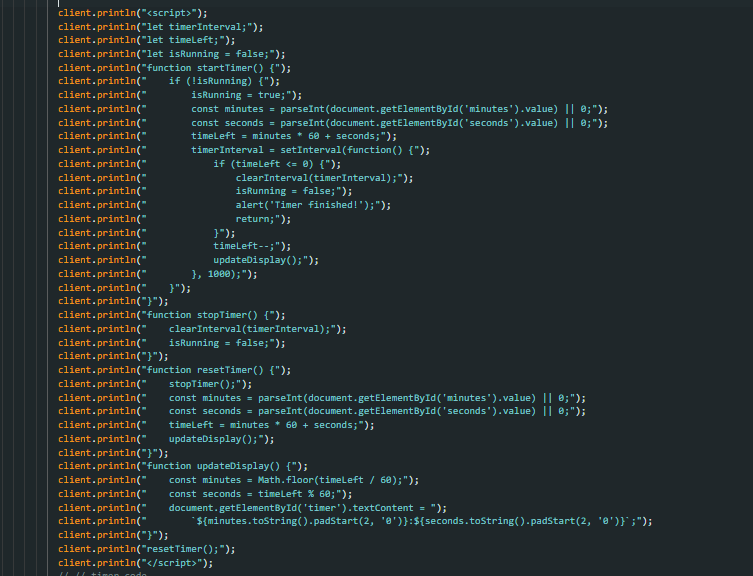 client.println("<script>");
client.println("let timerInterval;");
client.println("let timeLeft;");
client.println("let isRunning = false;");
client.println("function startTimer() {");
client.println("    if (!isRunning) {");
client.println("        isRunning = true;");
client.println("        const minutes = parseInt(document.getElementById('minutes').value) || 0;");
client.println("        const seconds = parseInt(document.getElementById('seconds').value) || 0;");
client.println("        timeLeft = minutes * 60 + seconds;");
client.println("        timerInterval = setInterval(function() {");
client.println("            if (timeLeft <= 0) {");
client.println("                clearInterval(timerInterval);");
client.println("                isRunning = false;");
client.println("                alert('Timer finished!');");
client.println("                return;");
client.println("            }");
client.println("            timeLeft--;");
client.println("            updateDisplay();");
client.println("        }, 1000);");
client.println("    }");
client.println("}");
client.println("function stopTimer() {");
client.println("    clearInterval(timerInterval);");
client.println("    isRunning = false;");
client.println("}");
client.println("function resetTimer() {");
client.println("    stopTimer();");
client.println("    const minutes = parseInt(document.getElementById('minutes').value) || 0;");
client.println("    const seconds = parseInt(document.getElementById('seconds').value) || 0;");
client.println("    timeLeft = minutes * 60 + seconds;");
client.println("    updateDisplay();");
client.println("}");
client.println("function updateDisplay() {");
client.println("    const minutes = Math.floor(timeLeft / 60);");
client.println("    const seconds = timeLeft % 60;");
client.println("    document.getElementById('timer').textContent = ");
client.println("        `${minutes.toString().padStart(2, '0')}:${seconds.toString().padStart(2, '0')}`;");
client.println("}");
client.println("resetTimer();");
client.println("</script>");
// // timer code